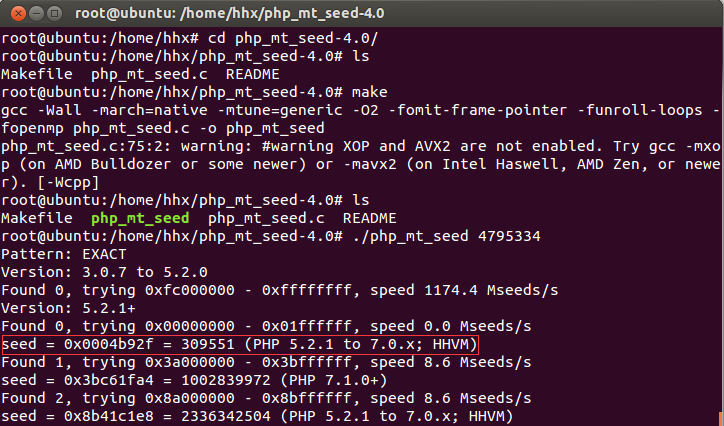 root@ubuntu: /home/hhx/php_mt_seed-4.0
root@ubuntu:/home/hhx# cd php_mt_seed-4.0/
root@ubuntu:/home/hhx/php_mt_seed-4.0# ls
Makefile  php_mt_seed.c  README
root@ubuntu:/home/hhx/php_mt_seed-4.0# make
gcc -Wall -march=native -mtune=generic -O2 -fomit-frame-pointer -funroll-loops -
fopenmp php_mt_seed.c -o php_mt_seed
php_mt_seed.c:75:2: warning: #warning XOP and AVX2 are not enabled. Try gcc -mxo
p (on AMD Bulldozer or some newer) or -mavx2 (on Intel Haswell, AMD Zen, or newe
r). [-Wcpp]
root@ubuntu:/home/hhx/php_mt_seed-4.0# ls
Makefile  php_mt_seed  php_mt_seed.c  README
root@ubuntu:/home/hhx/php_mt_seed-4.0# ./php_mt_seed 4795334
Pattern: EXACT
Version: 3.0.7 to 5.2.0
Found 0, trying 0xfc000000 - 0xffffffff, speed 1174.4 Mseeds/s
Version: 5.2.1+
Found 0, trying 0x00000000 - 0x01ffffff, speed 0.0 Mseeds/s
seed = 0x0004b92f = 309551 (PHP 5.2.1 to 7.0.x; HHVM)
Found 1, trying 0x3a000000 - 0x3bffffff, speed 8.6 Mseeds/s
seed = 0x3bc61fa4 = 1002839972 (PHP 7.1.0+)
Found 2, trying 0x8a000000 - 0x8bffffff, speed 8.6 Mseeds/s
seed = 0x8b41c1e8 = 2336342504 (PHP 5.2.1 to 7.0.x; HHVM)